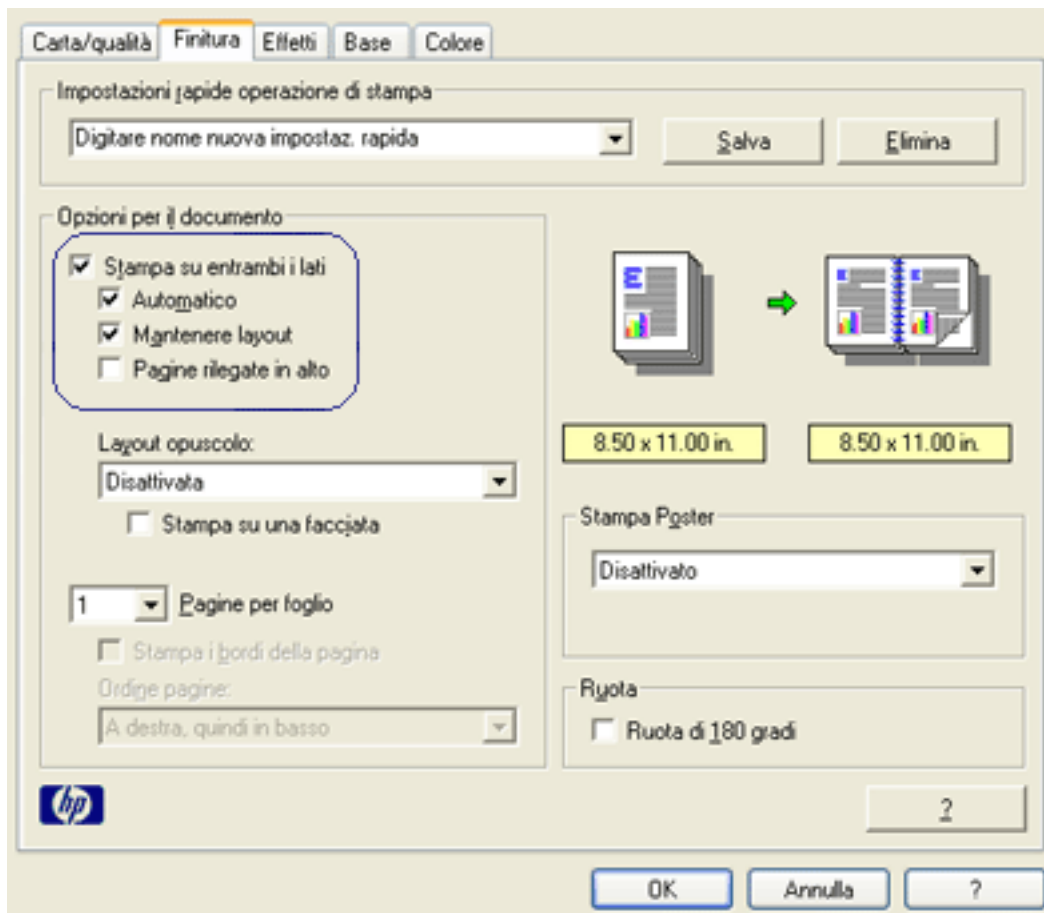 Carta/qualità Finitura Effetti Base Colore
Impostazioni rapide operazione di stampa
Digitare nome nuova impostaz. rapida Salva Elimina
Opzioni per il documento
Stampa su entrambi i lati
Automatico
Mantenere layout
Pagine rilegate in alto
Layout opuscolo:
Disattivata
Stampa su una facciata
1 Pagine per foglio
Stampa i bordi della pagina
Ordine pagine:
A destra, quindi in basso
8.50 x 11.00 in. 8.50 x 11.00 in.
Stampa Poster
Disattivato
Ruota
Ruota di 180 gradi
hp ?
OK Annulla ?